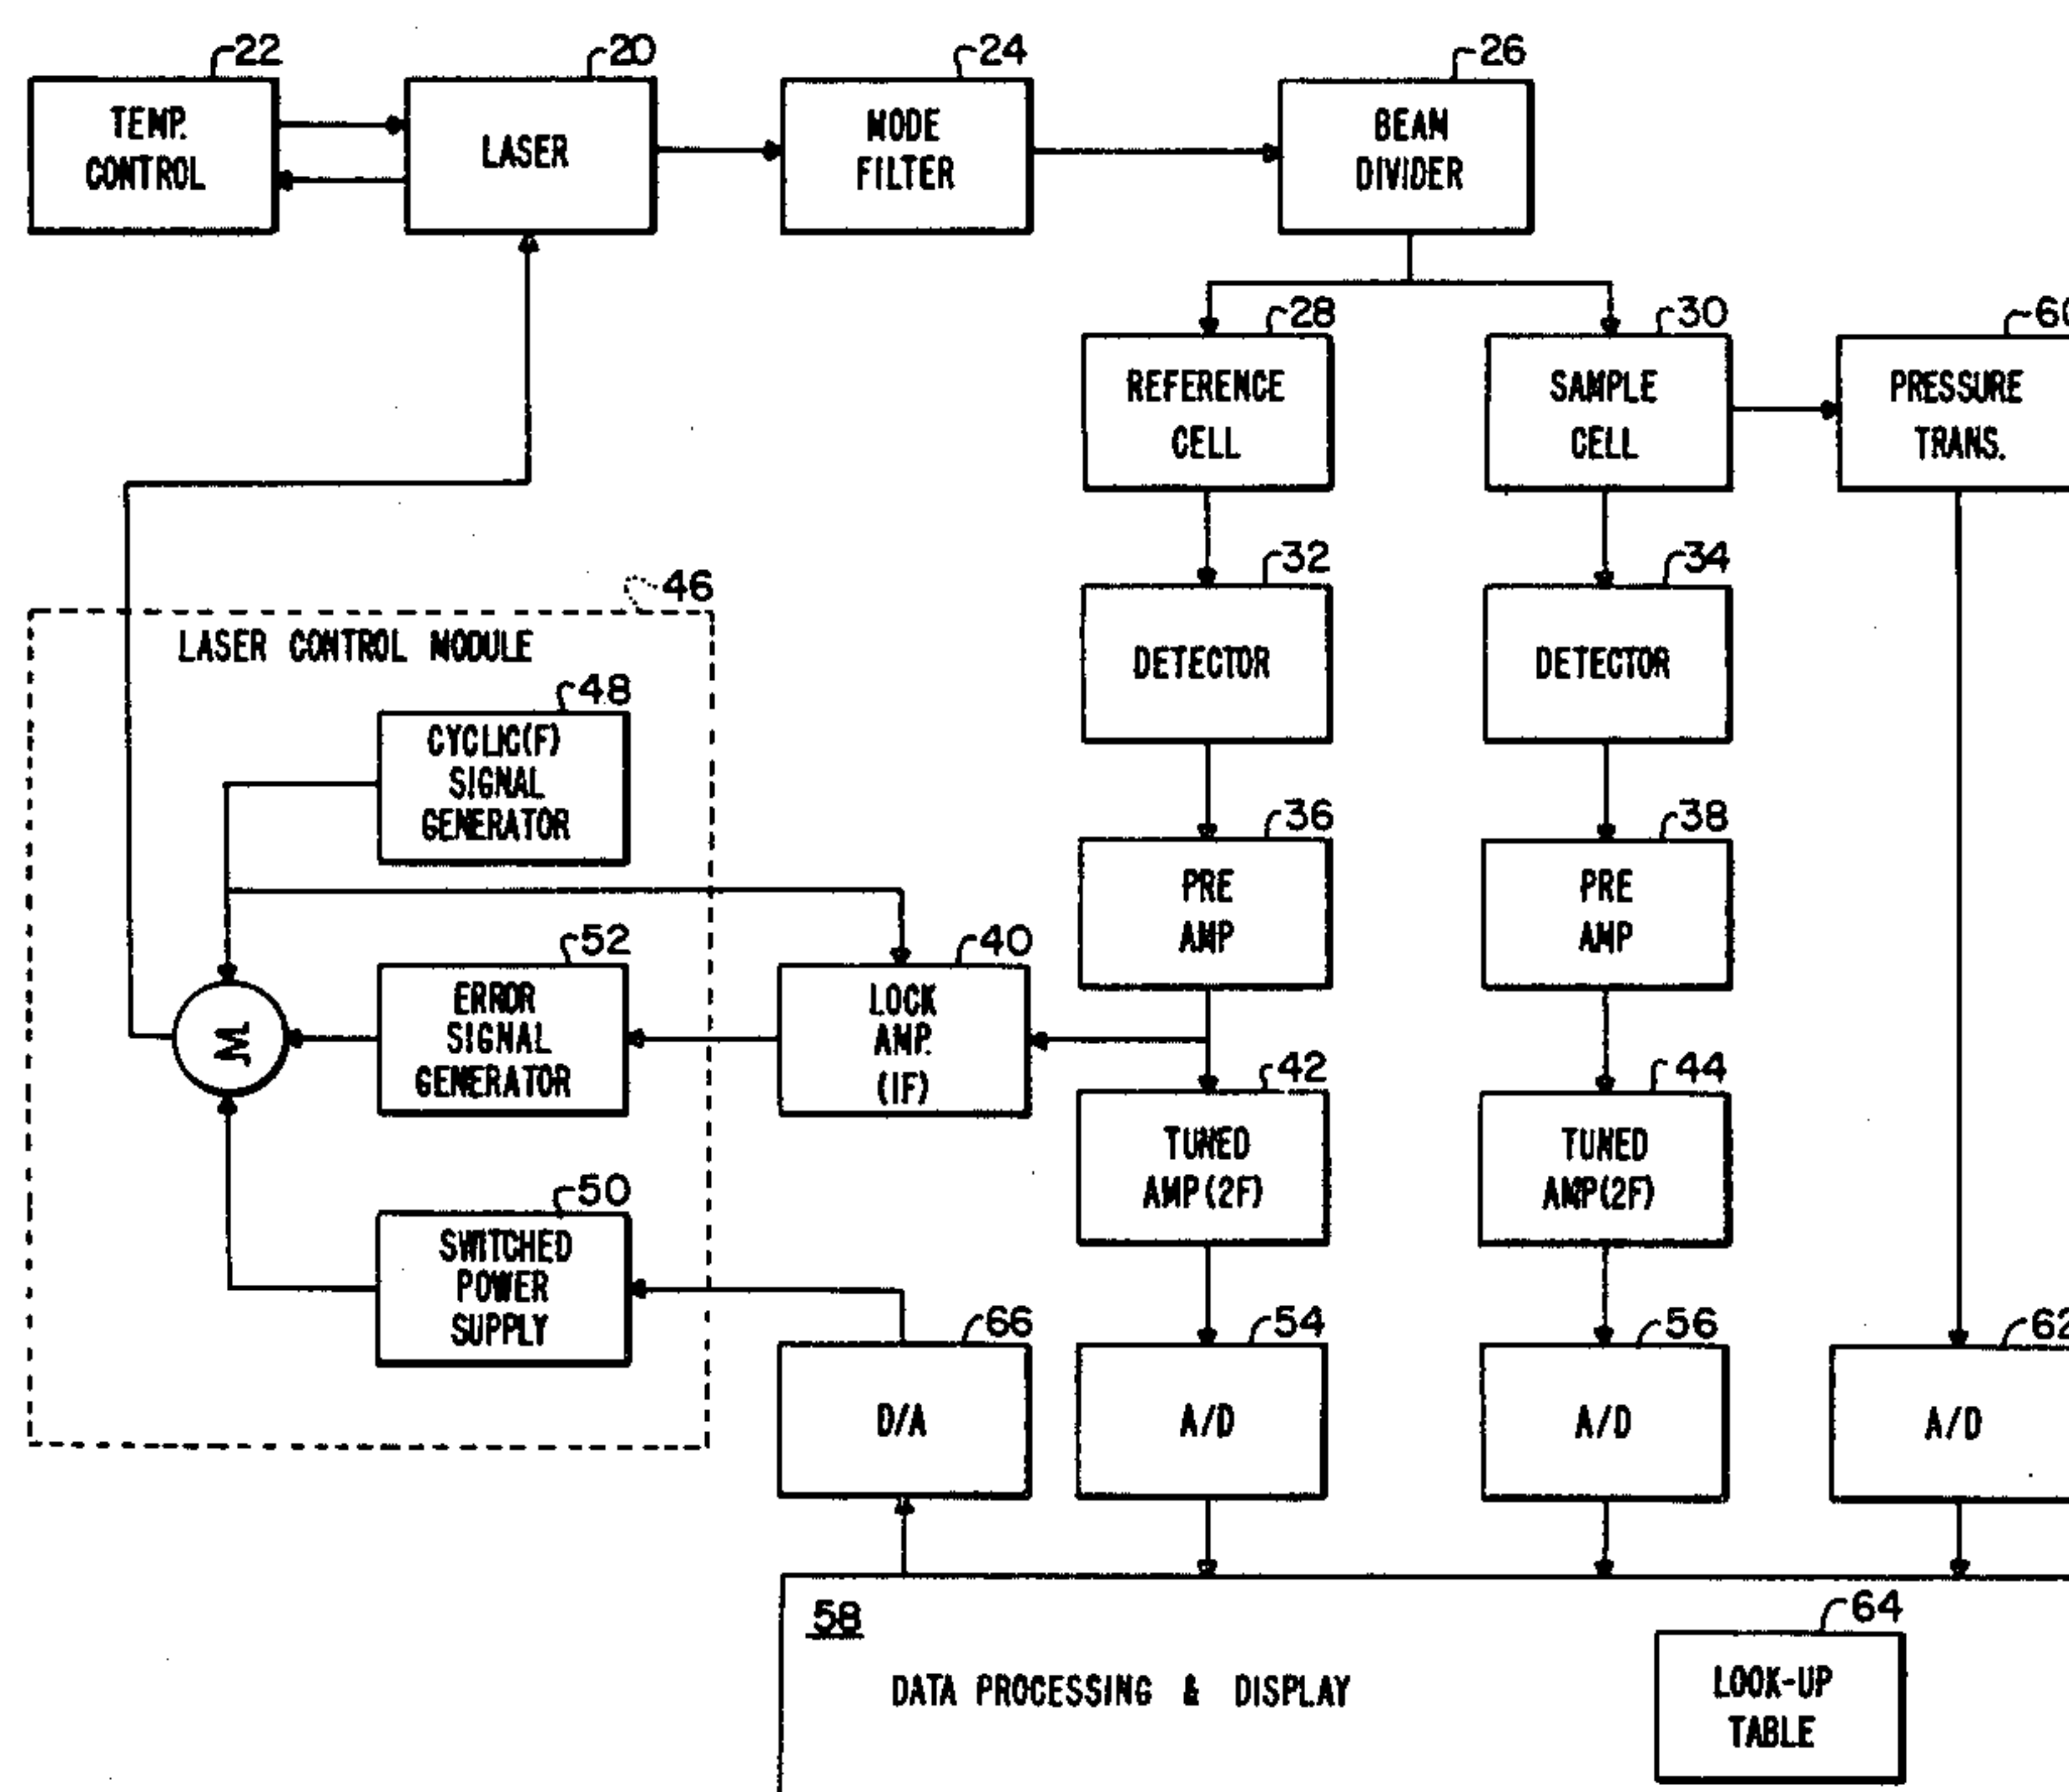 22
20
24
26
TEMP.
CONTROL
LASER
MODE
FILTER
BEAM
DIVIDER
28
30
60
REFERENCE
CELL
SAMPLE
CELL
PRESSURE
TRANS.
32
34
DETECTOR
DETECTOR
46
LASER CONTROL MODULE
48
CYCLIC(F)
SIGNAL
GENERATOR
36
38
PRE
AMP
PRE
AMP
52
ERROR
SIGNAL
GENERATOR
40
LOCK
AMP.
(1F)
Σ
42
44
TUNED
AMP(2F)
TUNED
AMP(2F)
50
SWITCHED
POWER
SUPPLY
66
54
56
62
D/A
A/D
A/D
A/D
58
DATA PROCESSING & DISPLAY
64
LOOK-UP
TABLE